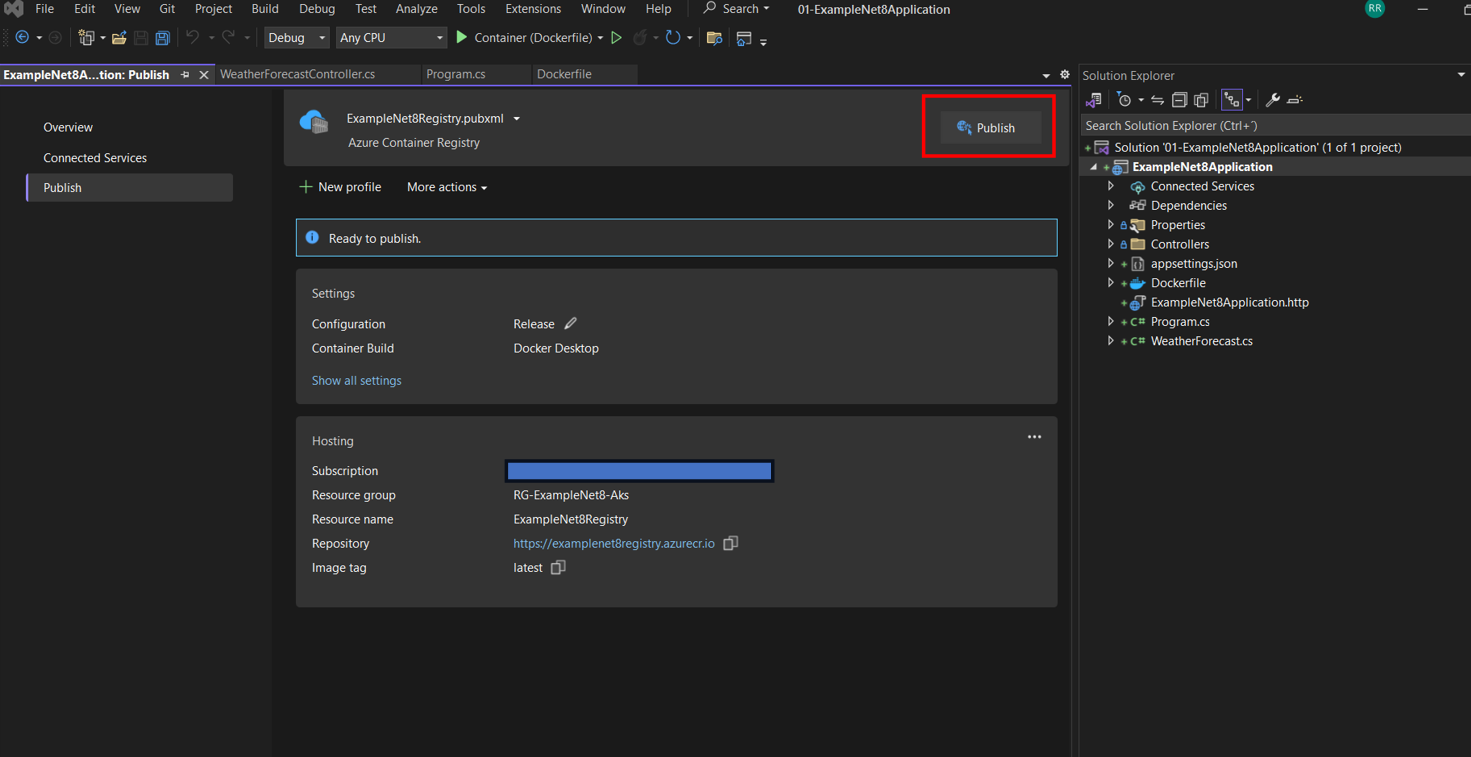 File Edit View Git Project Build Debug Test Analyze Tools Extensions Window Help Search 01-ExampleNet8Application RR
Debug Any CPU Container (Dockerfile)
ExampleNet8A...tion: Publish WeatherForecastController.cs Program.cs Dockerfile
Overview
Connected Services
Publish
ExampleNet8Registry.pubxml
Azure Container Registry
Publish
New profile More actions
Ready to publish.
Settings
Configuration Release
Container Build Docker Desktop
Show all settings
Hosting
Subscription
Resource group RG-ExampleNet8-Aks
Resource name ExampleNet8Registry
Repository https://examplenet8registry.azurecr.io
Image tag latest
Solution Explorer
Search Solution Explorer (Ctrl+´)
Solution '01-ExampleNet8Application' (1 of 1 project)
ExampleNet8Application
Connected Services
Dependencies
Properties
Controllers
appsettings.json
Dockerfile
ExampleNet8Application.http
C# Program.cs
C# WeatherForecast.cs